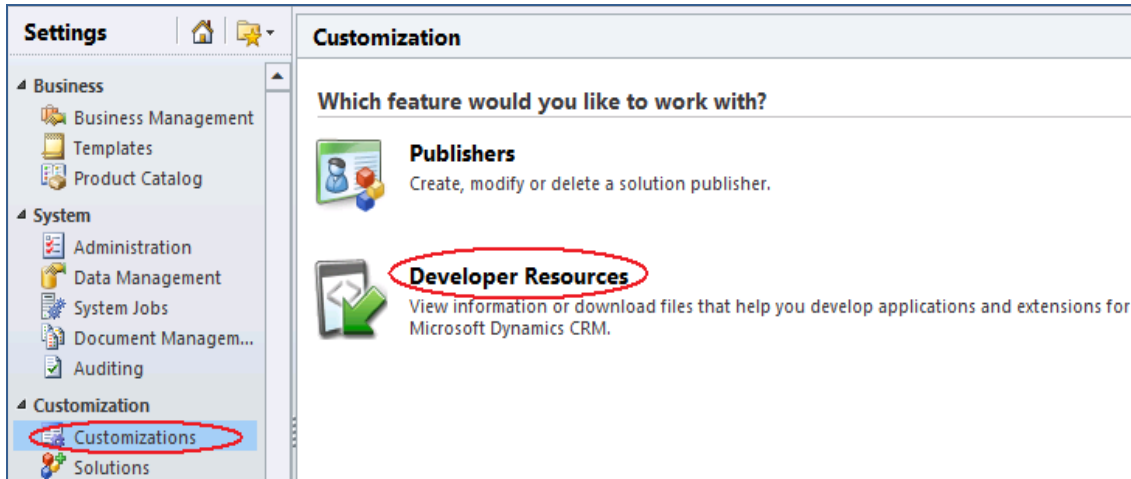 Settings
Business
Business Management
Templates
Product Catalog
System
Administration
Data Management
System Jobs
Document Managem...
Auditing
Customization
Customizations
Solutions
Customization
Which feature would you like to work with?
Publishers
Create, modify or delete a solution publisher.
Developer Resources
View information or download files that help you develop applications and extensions for
Microsoft Dynamics CRM.